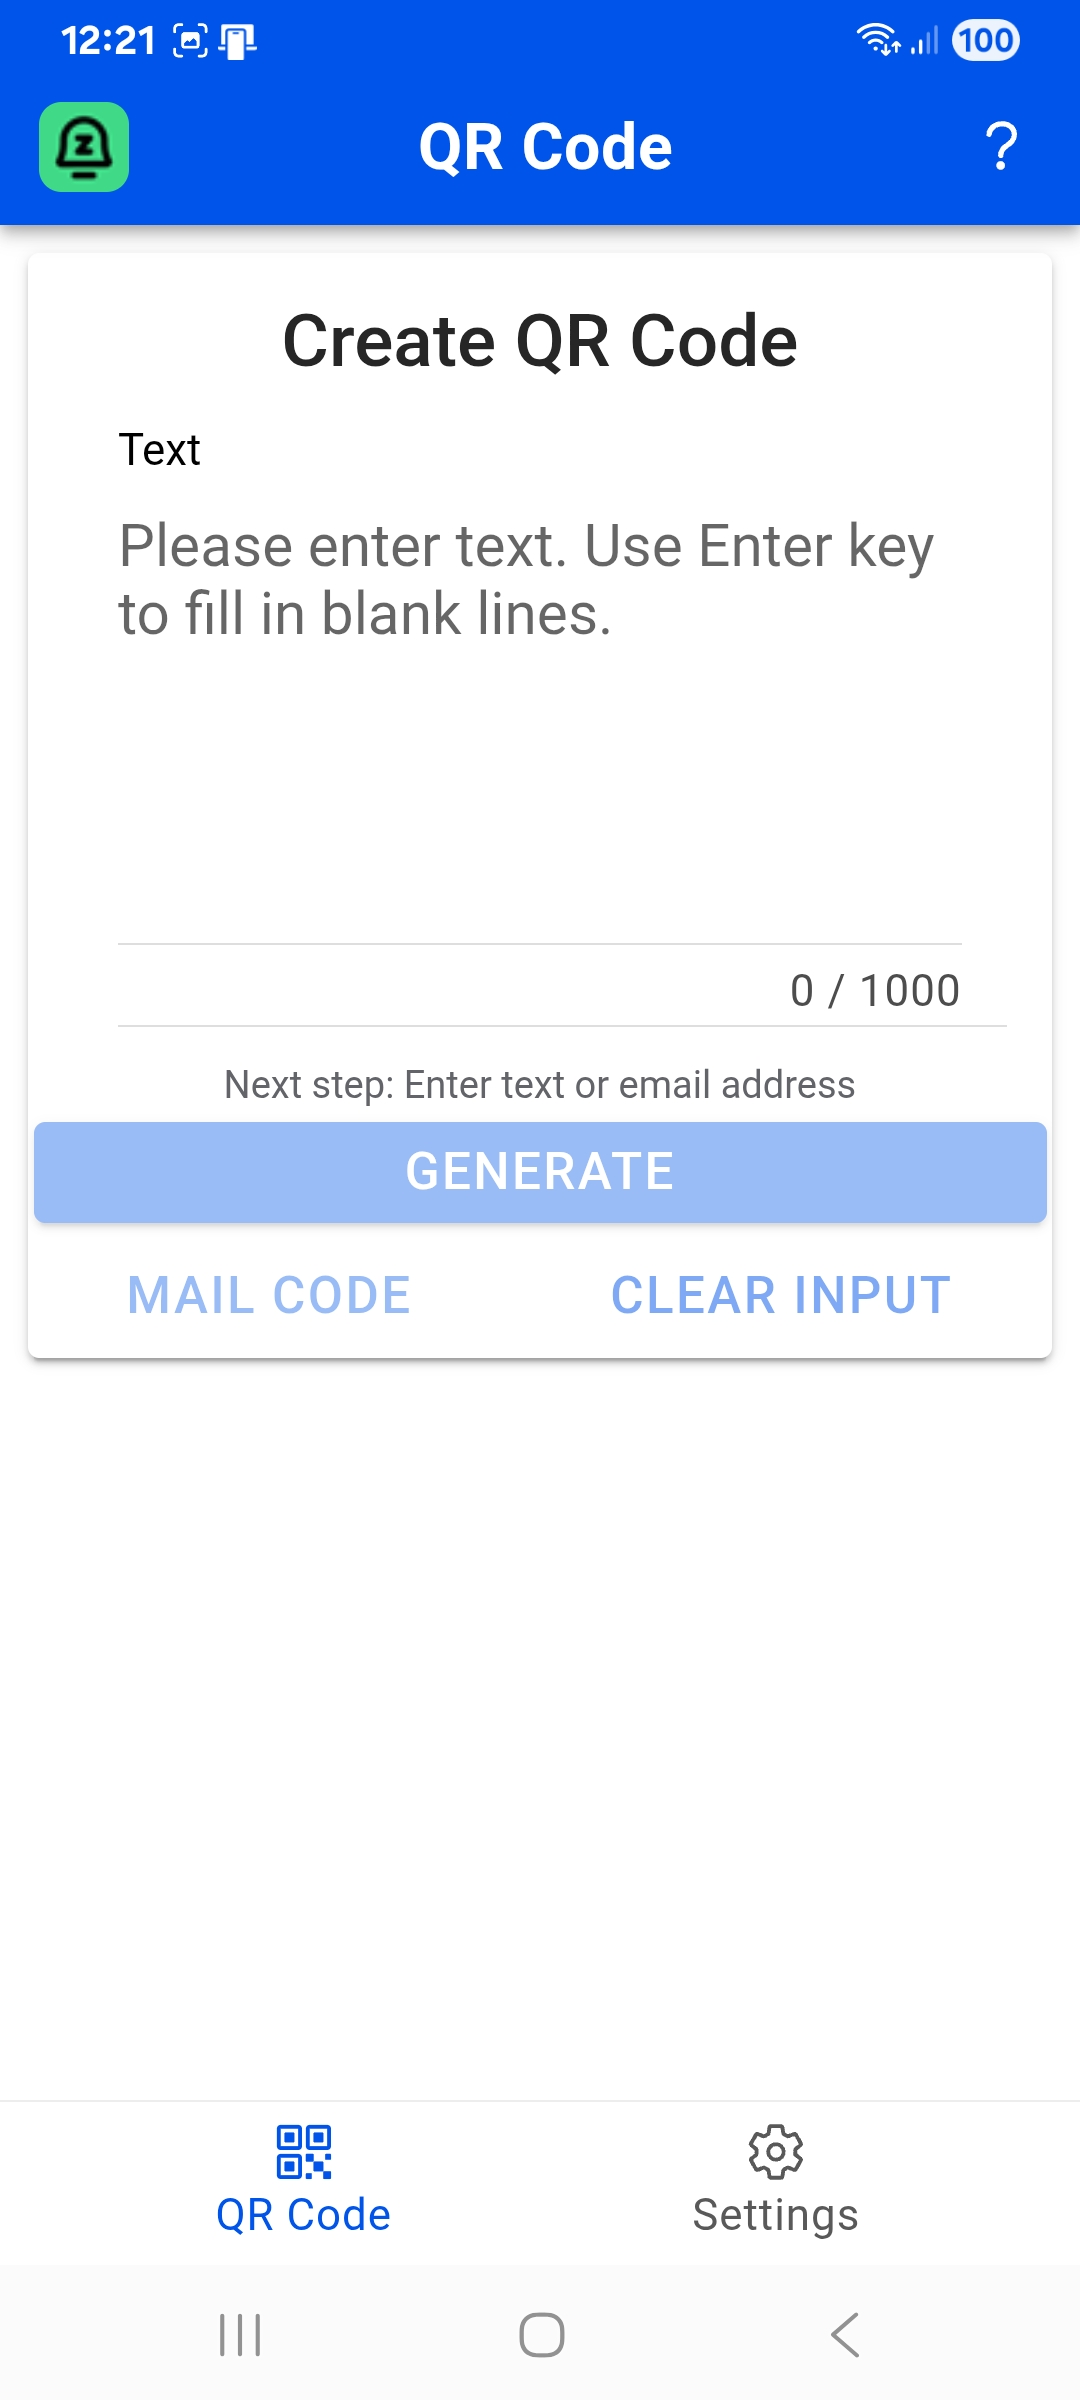 12:21
100
QR Code
?
Create QR Code
Text
Please enter text. Use Enter key
to fill in blank lines.
0 / 1000
Next step: Enter text or email address
GENERATE
MAIL CODE
CLEAR INPUT
QR Code
Settings